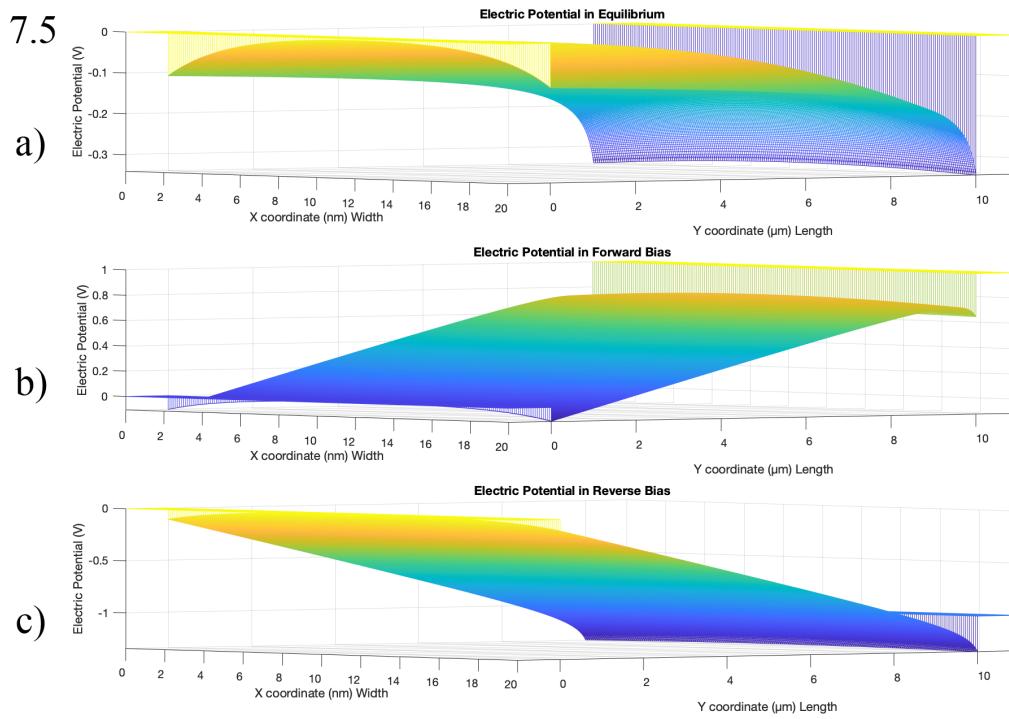 7.5
a)
Electric Potential in Equilibrium
Electric Potential (V)
0
-0.1
-0.2
-0.3
0 2 4 6 8 10 12 14 16 18 20
X coordinate (nm) Width
0 2 4 6 8 10
Y coordinate (µm) Length
b)
Electric Potential in Forward Bias
Electric Potential (V)
1
0.8
0.6
0.4
0.2
0
0 2 4 6 8 10 12 14 16 18 20
X coordinate (nm) Width
0 2 4 6 8 10
Y coordinate (µm) Length
c)
Electric Potential in Reverse Bias
Electric Potential (V)
0
-0.5
-1
0 2 4 6 8 10 12 14 16 18 20
X coordinate (nm) Width
0 2 4 6 8 10
Y coordinate (µm) Length